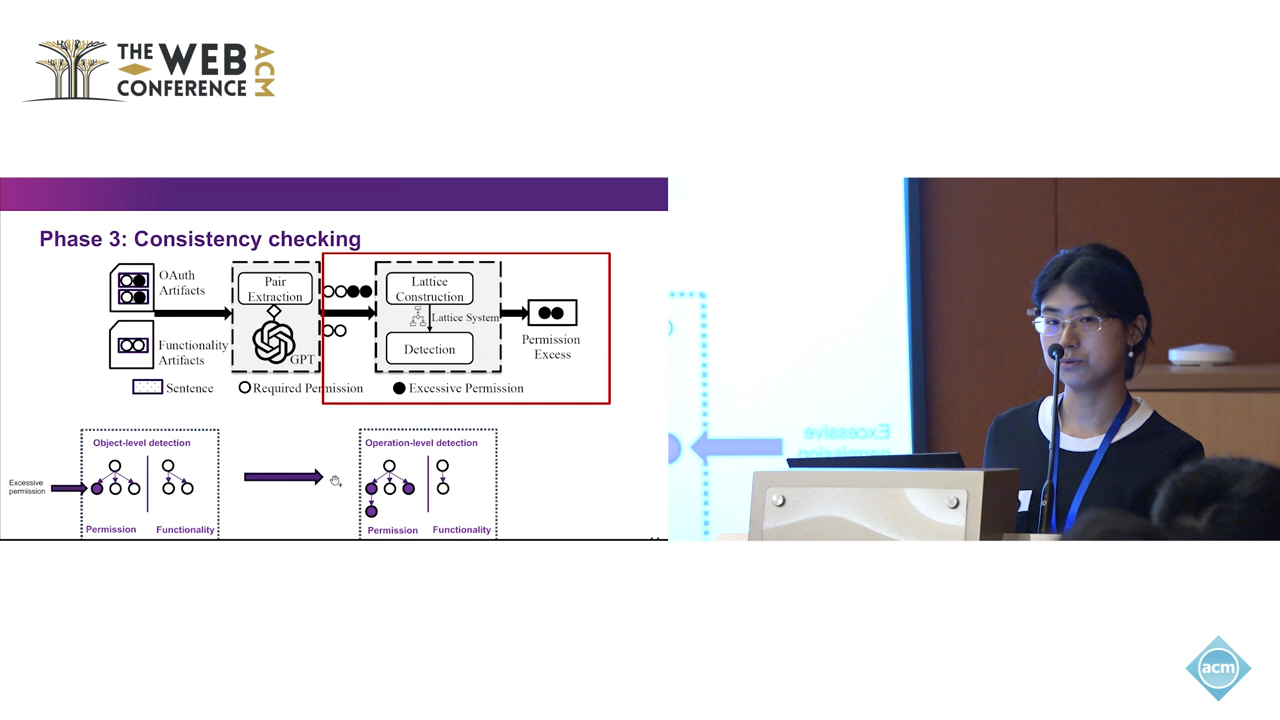 THE WEB
CONFERENCE
ACM
Phase 3: Consistency checking
OAuth
Artifacts
Functionality
Artifacts
Pair
Extraction
GPT
Lattice
Construction
Lattice System
Detection
Permission
Excess
Sentence
Required Permission
Excessive Permission
Object-level detection
Excessive
permission
Permission
Functionality
Operation-level detection
Permission
Functionality
Excessive
permission
acm